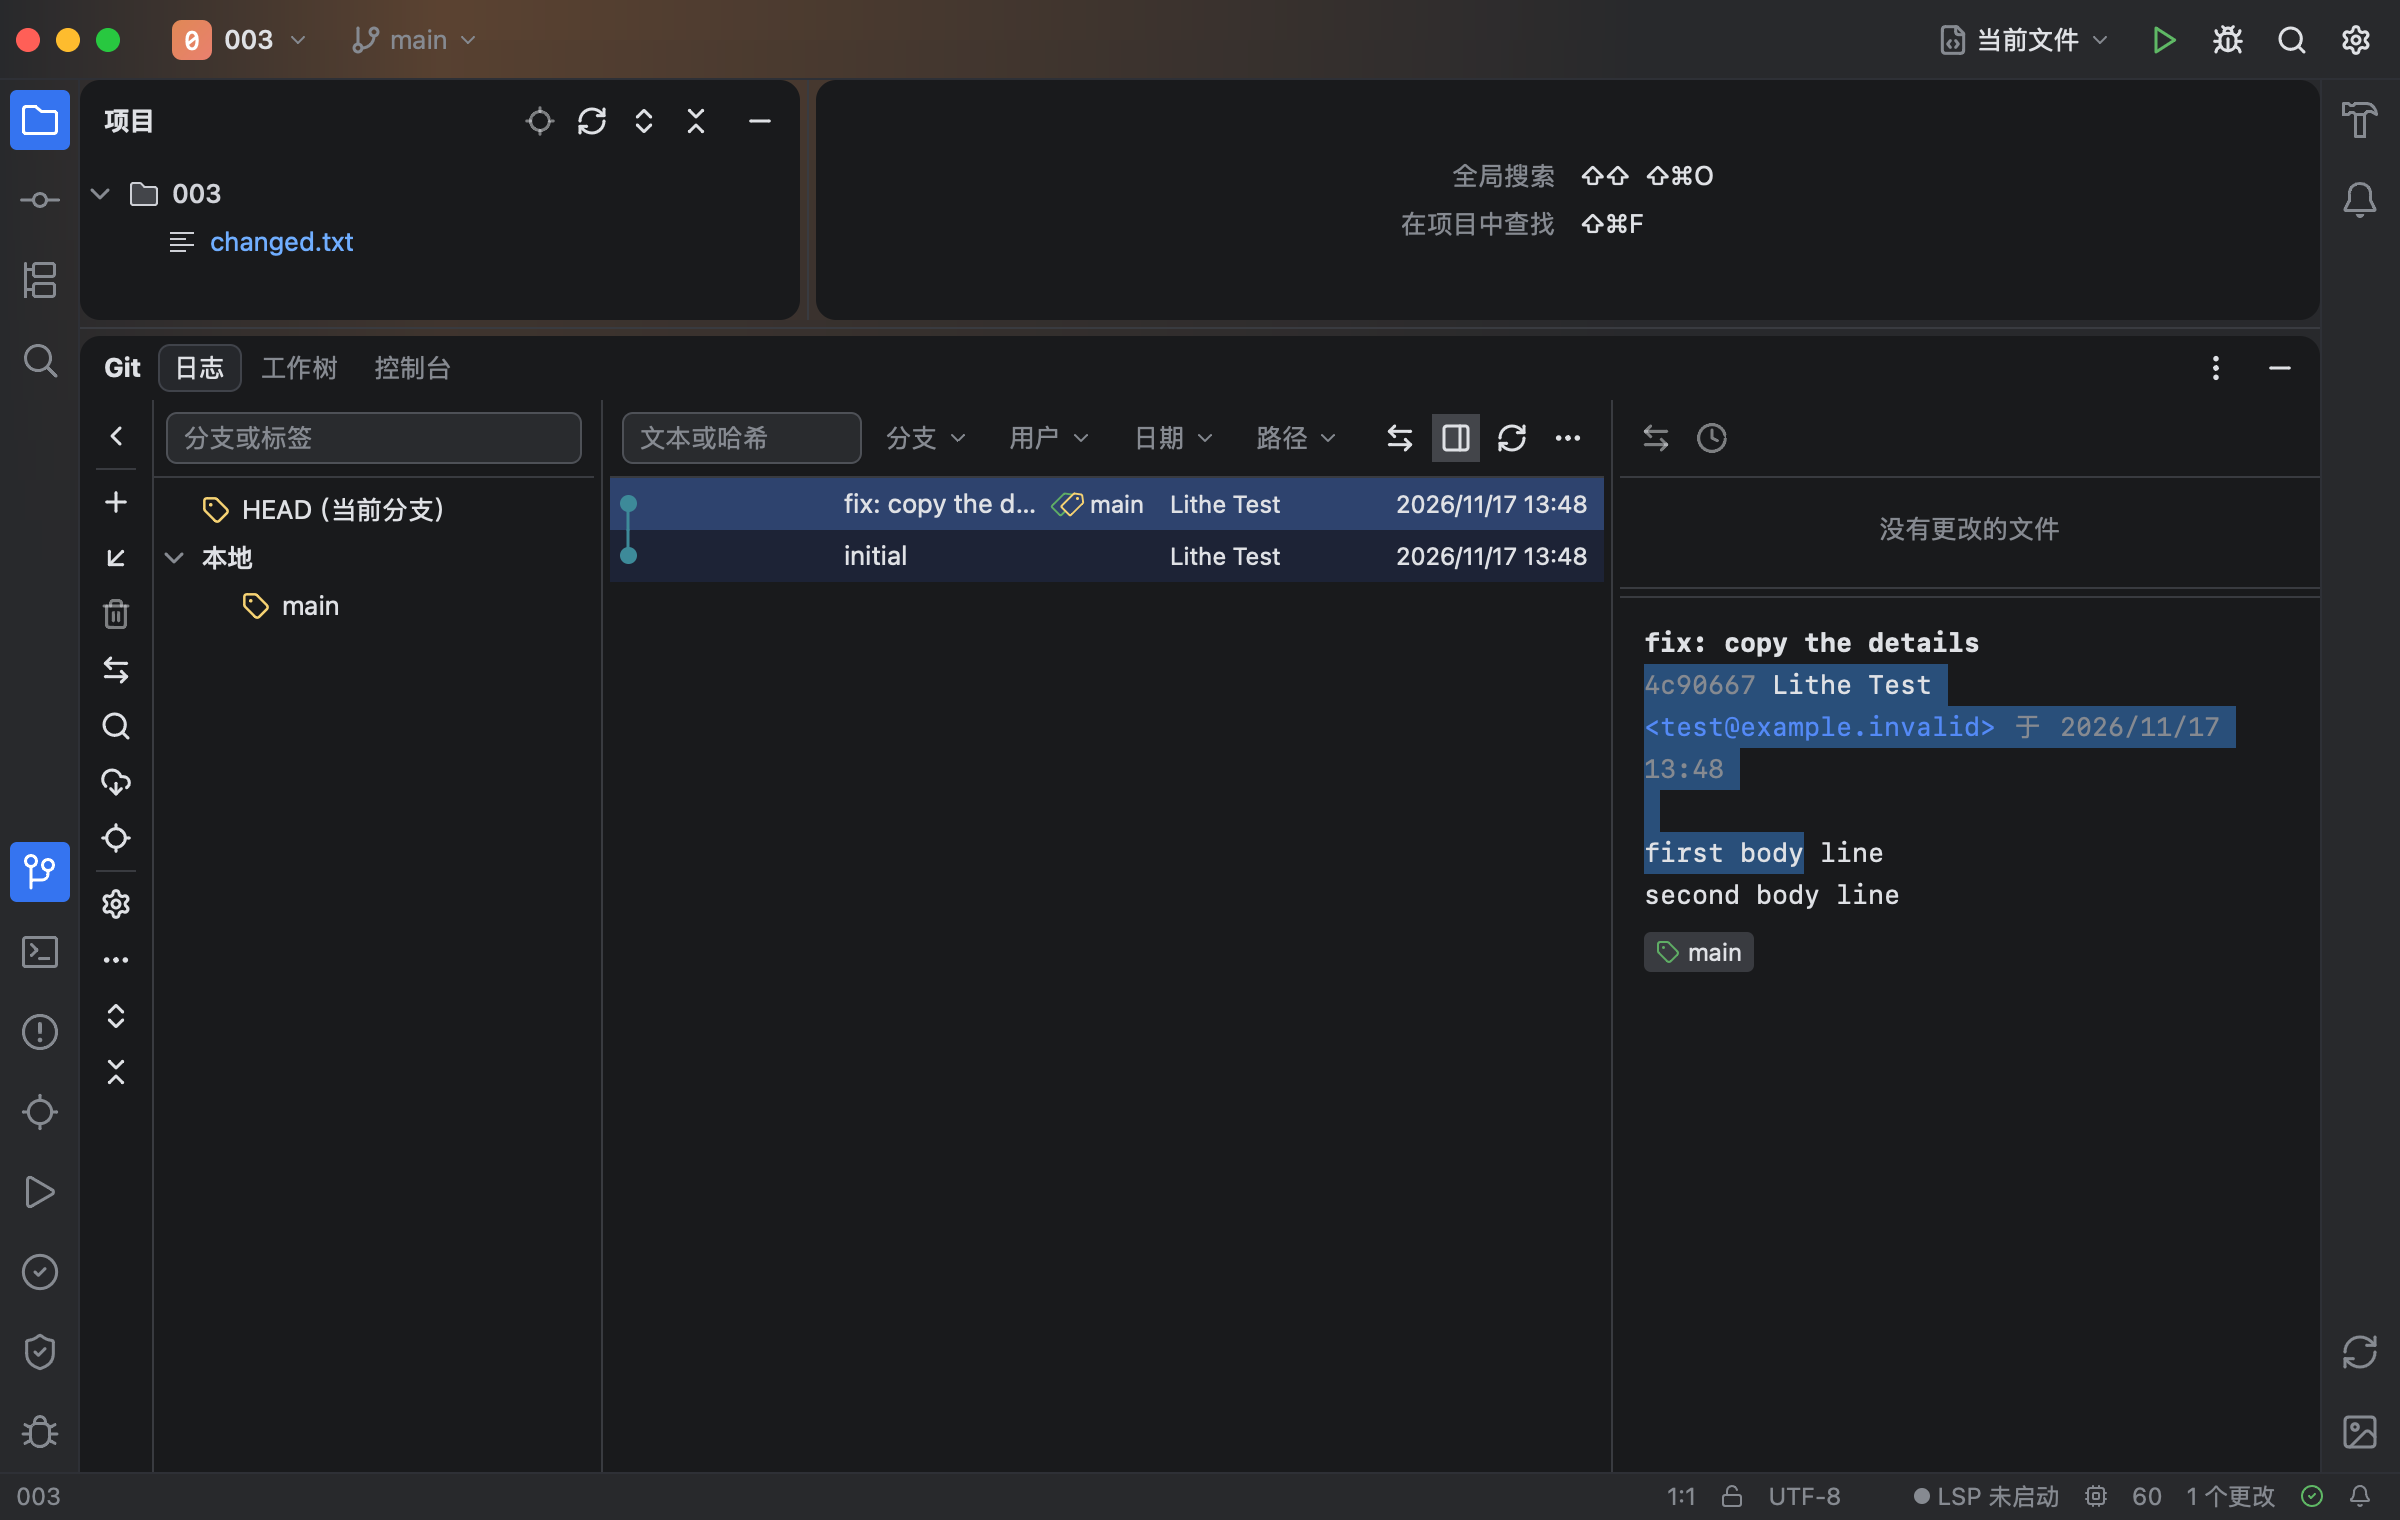 0 003 main 当前文件
项目
003
changed.txt
全局搜索 ⇧⇧ ⇧⌘O
在项目中查找 ⇧⌘F
Git 日志 工作树 控制台
分支或标签
HEAD (当前分支)
本地
main
文本或哈希 分支 用户 日期 路径
fix: copy the d... main Lithe Test 2026/11/17 13:48
initial Lithe Test 2026/11/17 13:48
没有更改的文件
fix: copy the details
4c90667 Lithe Test
<test@example.invalid> 于 2026/11/17
13:48
first body line
second body line
main
003 1:1 UTF-8 LSP 未启动 60 1 个更改